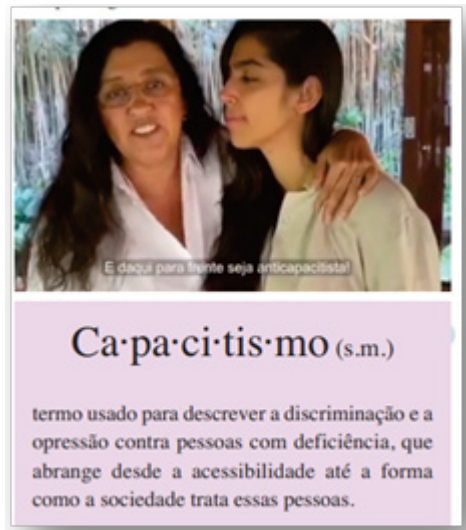 E daqui para frente seja anticapacitista!
Ca·pa·ci·tis·mo (s.m.)
termo usado para descrever a discriminação e a
opressão contra pessoas com deficiência, que
abrange desde a acessibilidade até a forma
como a sociedade trata essas pessoas.